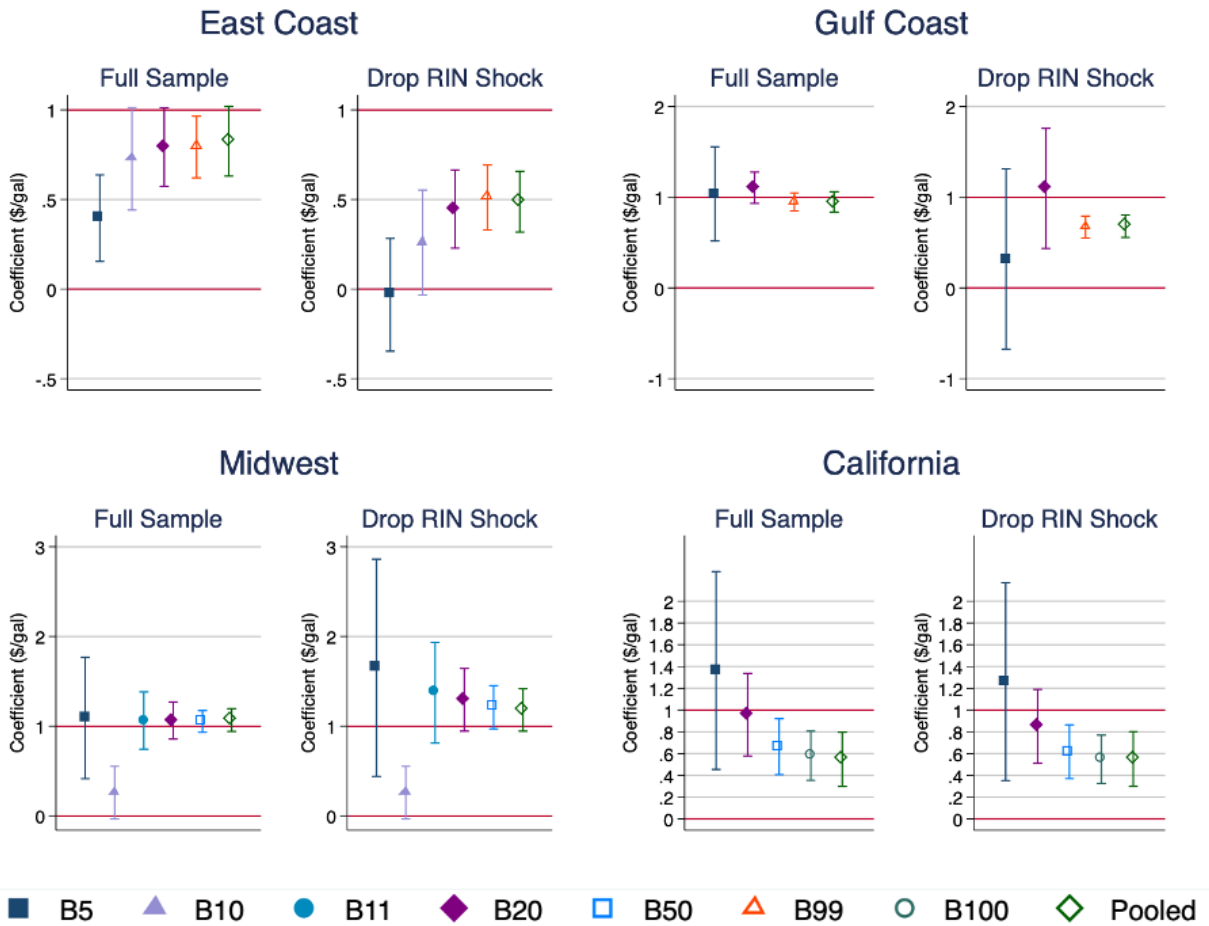 East Coast
Gulf Coast
Full Sample
Drop RIN Shock
Full Sample
Drop RIN Shock
Coefficient ($/gal)
1
.5
0
-.5
Coefficient ($/gal)
1
.5
0
-.5
Coefficient ($/gal)
2
1
0
-1
Coefficient ($/gal)
2
1
0
-1
Midwest
California
Full Sample
Drop RIN Shock
Full Sample
Drop RIN Shock
Coefficient ($/gal)
3
2
1
0
Coefficient ($/gal)
3
2
1
0
Coefficient ($/gal)
2
1.8
1.6
1.4
1.2
1
.8
.6
.4
.2
0
Coefficient ($/gal)
2
1.8
1.6
1.4
1.2
1
.8
.6
.4
.2
0
B5 B10 B11 B20 B50 B99 B100 Pooled